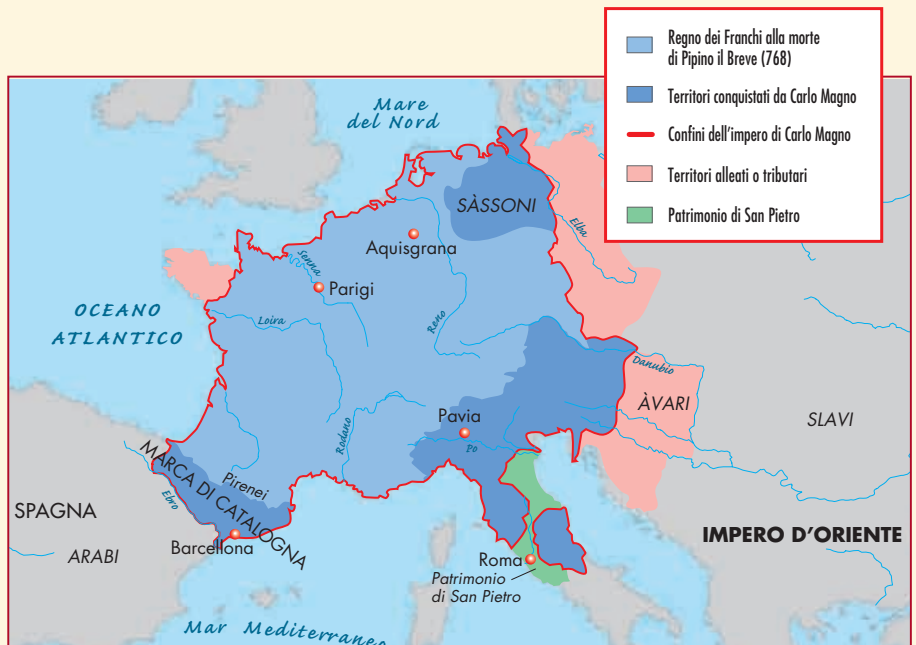 Regno dei Franchi alla morte
di Pipino il Breve (768)
Territori conquistati da Carlo Magno
Confini dell'impero di Carlo Magno
Territori alleati o tributari
Patrimonio di San Pietro
Mare
del Nord
SÀSSONI
Elba
Aquisgrana
Senna
Parigi
OCEANO
ATLANTICO
Loira
Reno
Danubio
ÀVARI
SLAVI
Pavia
Po
Rodano
MARCA DI CATALOGNA
Pirenei
Ebro
SPAGNA
ARABI
Barcellona
IMPERO D'ORIENTE
Roma
Patrimonio
di San Pietro
Mar Mediterraneo